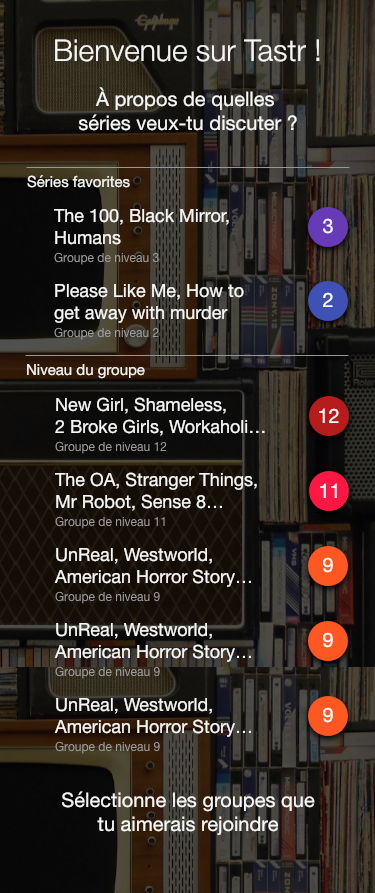 Epiphone
Bienvenue sur Tastr !
À propos de quelles
séries veux-tu discuter ?
Séries favorites
The 100, Black Mirror,
Humans
Groupe de niveau 3
3
Please Like Me, How to
get away with murder
Groupe de niveau 2
2
Niveau du groupe
New Girl, Shameless,
2 Broke Girls, Workaholi...
Groupe de niveau 12
12
The OA, Stranger Things,
Mr Robot, Sense 8...
Groupe de niveau 11
11
UnReal, Westworld,
American Horror Story...
Groupe de niveau 9
9
UnReal, Westworld,
American Horror Story...
Groupe de niveau 9
9
UnReal, Westworld,
American Horror Story...
Groupe de niveau 9
9
Sélectionne les groupes que
tu aimerais rejoindre